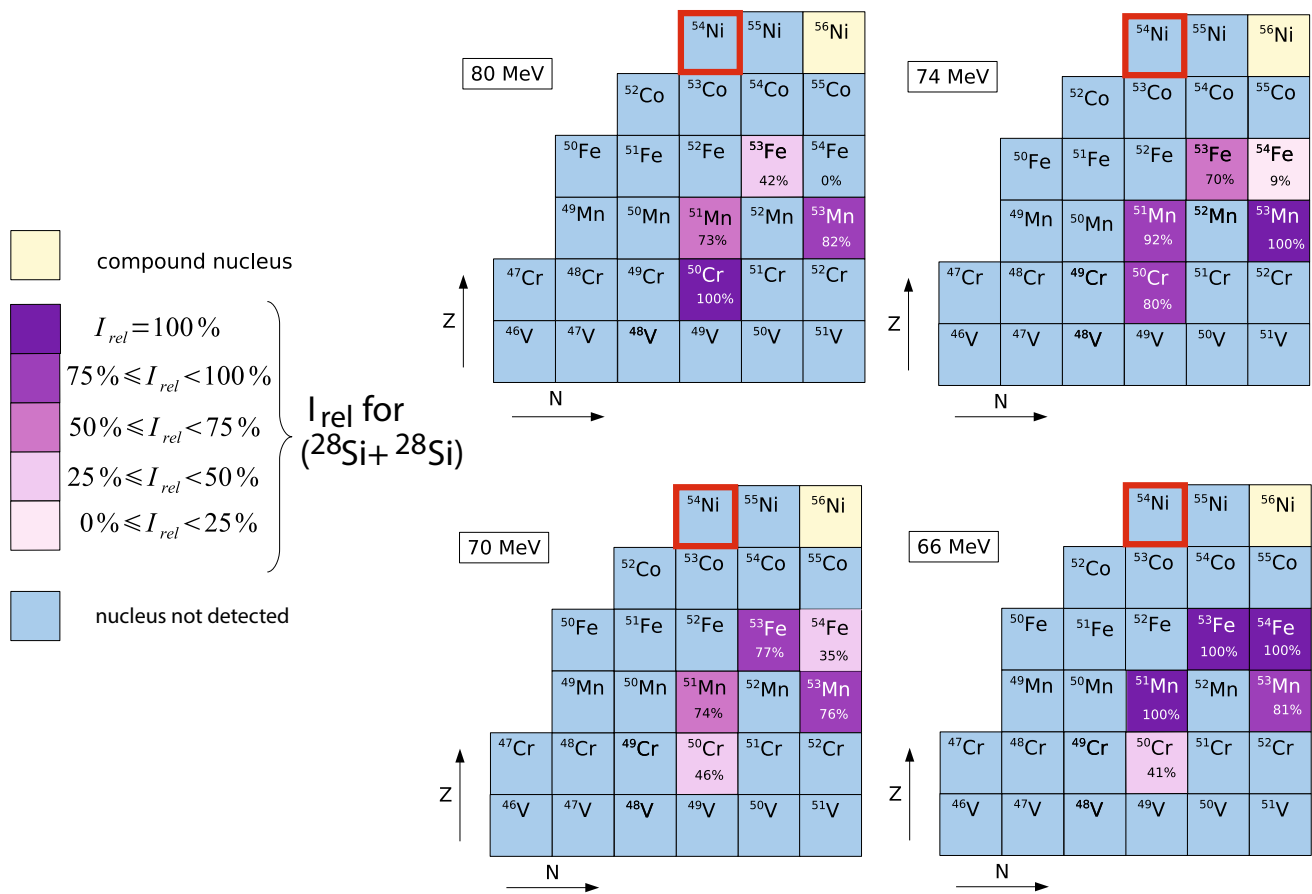 compound nucleus
I_rel = 100%
75% ≤ I_rel < 100%
50% ≤ I_rel < 75%
25% ≤ I_rel < 50%
0% ≤ I_rel < 25%
I_rel for
(²⁸Si+ ²⁸Si)
nucleus not detected
80 MeV
⁵⁴Ni ⁵⁵Ni ⁵⁶Ni
⁵²Co ⁵³Co ⁵⁴Co ⁵⁵Co
⁵⁰Fe ⁵¹Fe ⁵²Fe ⁵³Fe ⁵⁴Fe
42% 0%
⁴⁹Mn ⁵⁰Mn ⁵¹Mn ⁵²Mn ⁵³Mn
73% 82%
⁴⁷Cr ⁴⁸Cr ⁴⁹Cr ⁵⁰Cr ⁵¹Cr ⁵²Cr
100%
⁴⁶V ⁴⁷V ⁴⁸V ⁴⁹V ⁵⁰V ⁵¹V
Z
N
74 MeV
⁵⁴Ni ⁵⁵Ni ⁵⁶Ni
⁵²Co ⁵³Co ⁵⁴Co ⁵⁵Co
⁵⁰Fe ⁵¹Fe ⁵²Fe ⁵³Fe ⁵⁴Fe
70% 9%
⁴⁹Mn ⁵⁰Mn ⁵¹Mn ⁵²Mn ⁵³Mn
92% 100%
⁴⁷Cr ⁴⁸Cr ⁴⁹Cr ⁵⁰Cr ⁵¹Cr ⁵²Cr
80%
⁴⁶V ⁴⁷V ⁴⁸V ⁴⁹V ⁵⁰V ⁵¹V
Z
N
70 MeV
⁵⁴Ni ⁵⁵Ni ⁵⁶Ni
⁵²Co ⁵³Co ⁵⁴Co ⁵⁵Co
⁵⁰Fe ⁵¹Fe ⁵²Fe ⁵³Fe ⁵⁴Fe
77% 35%
⁴⁹Mn ⁵⁰Mn ⁵¹Mn ⁵²Mn ⁵³Mn
74% 76%
⁴⁷Cr ⁴⁸Cr ⁴⁹Cr ⁵⁰Cr ⁵¹Cr ⁵²Cr
46%
⁴⁶V ⁴⁷V ⁴⁸V ⁴⁹V ⁵⁰V ⁵¹V
Z
N
66 MeV
⁵⁴Ni ⁵⁵Ni ⁵⁶Ni
⁵²Co ⁵³Co ⁵⁴Co ⁵⁵Co
⁵⁰Fe ⁵¹Fe ⁵²Fe ⁵³Fe ⁵⁴Fe
100% 100%
⁴⁹Mn ⁵⁰Mn ⁵¹Mn ⁵²Mn ⁵³Mn
100% 81%
⁴⁷Cr ⁴⁸Cr ⁴⁹Cr ⁵⁰Cr ⁵¹Cr ⁵²Cr
41%
⁴⁶V ⁴⁷V ⁴⁸V ⁴⁹V ⁵⁰V ⁵¹V
Z
N